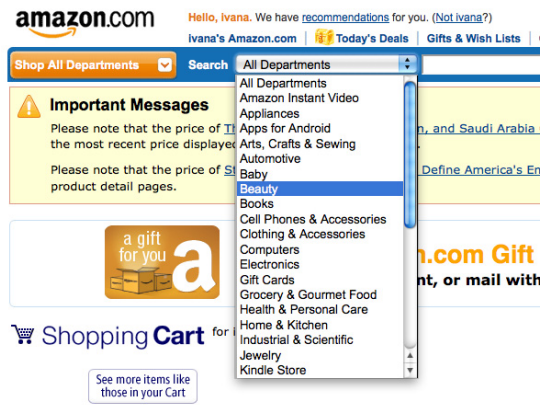 amazon.com
Hello, ivana. We have recommendations for you. (Not ivana?)
ivana's Amazon.com | Today's Deals | Gifts & Wish Lists |
Shop All Departments
Search
All Departments
All Departments
Amazon Instant Video
Appliances
Apps for Android
Arts, Crafts & Sewing
Automotive
Baby
Beauty
Books
Cell Phones & Accessories
Clothing & Accessories
Computers
Electronics
Gift Cards
Grocery & Gourmet Food
Health & Personal Care
Home & Kitchen
Industrial & Scientific
Jewelry
Kindle Store
Important Messages
Please note that the price of
, and Saudi Arabia
the most recent price displayed
Please note that the price of
Define America's En
product detail pages.
a gift
for you
a
.com Gift
nt, or mail with
Shopping Cart for
See more items like
those in your Cart